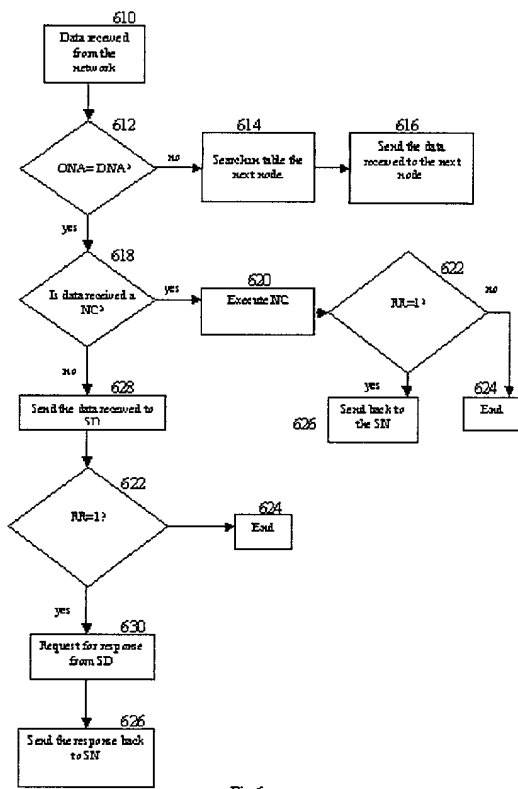 610
Data received
from the
network
612
ONA=DNA?
no
614
Search in table the
next node.
616
Send the data
received to the next
node
yes
618
Is data received a
NC?
yes
620
Execute NC
622
RR=1?
no
yes
624
End
626
Send back to
the SN
no
628
Send the data received to
SD
622
RR=1?
624
End
yes
630
Request for response
from SD
626
Send the response back
to SN